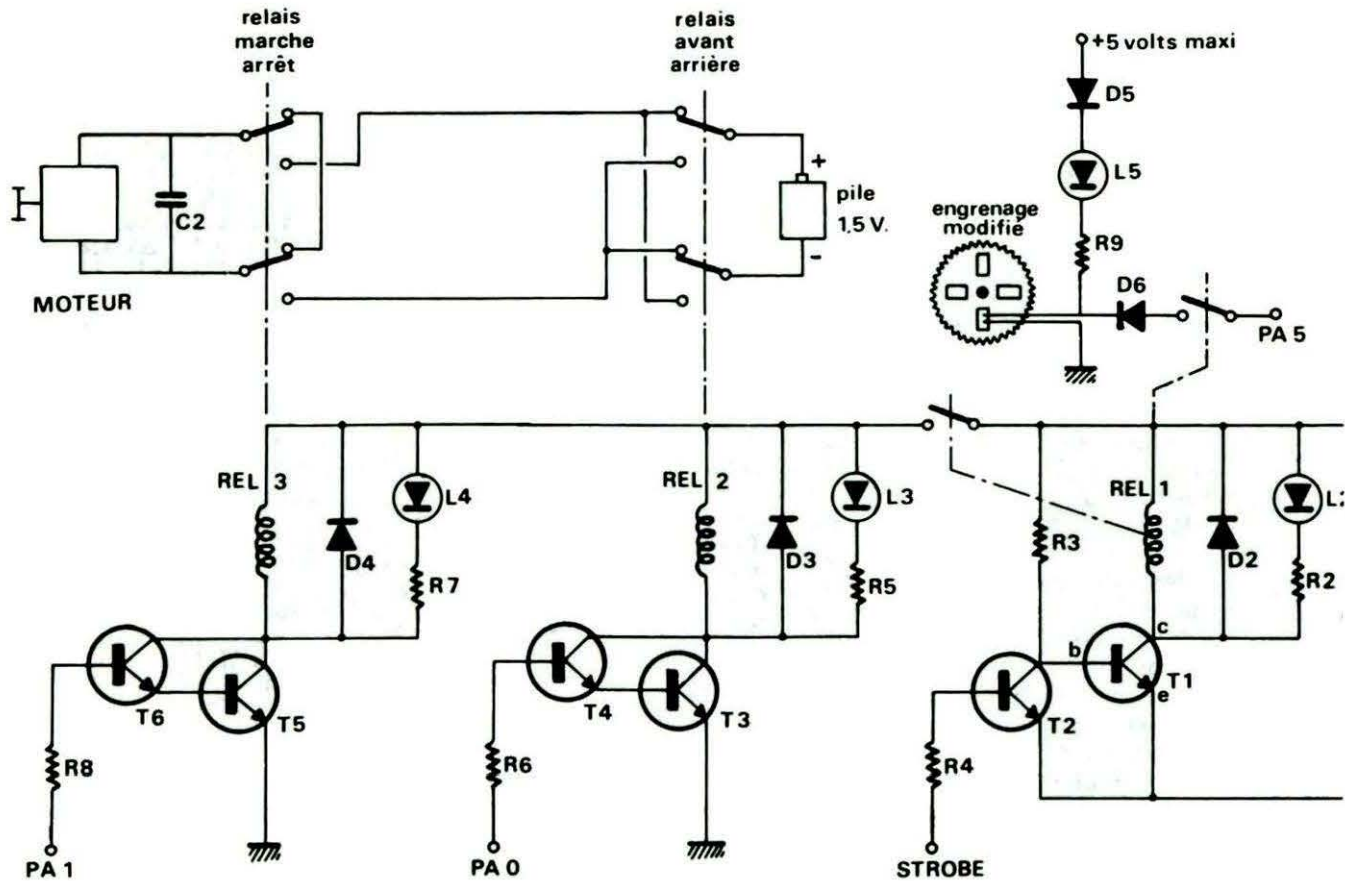 relais
marche
arrêt
relais
avant
arrière
+5 volts maxi
D5
L5
R9
engrenage
modifié
D6
PA 5
+
pile
1,5 V.
-
C2
MOTEUR
REL 3
L4
D4
R7
REL 2
L3
D3
R5
REL 1
R3
D2
R2
T6
T5
R8
PA 1
T4
T3
R6
PA 0
b
c
T1
e
T2
R4
STROBE